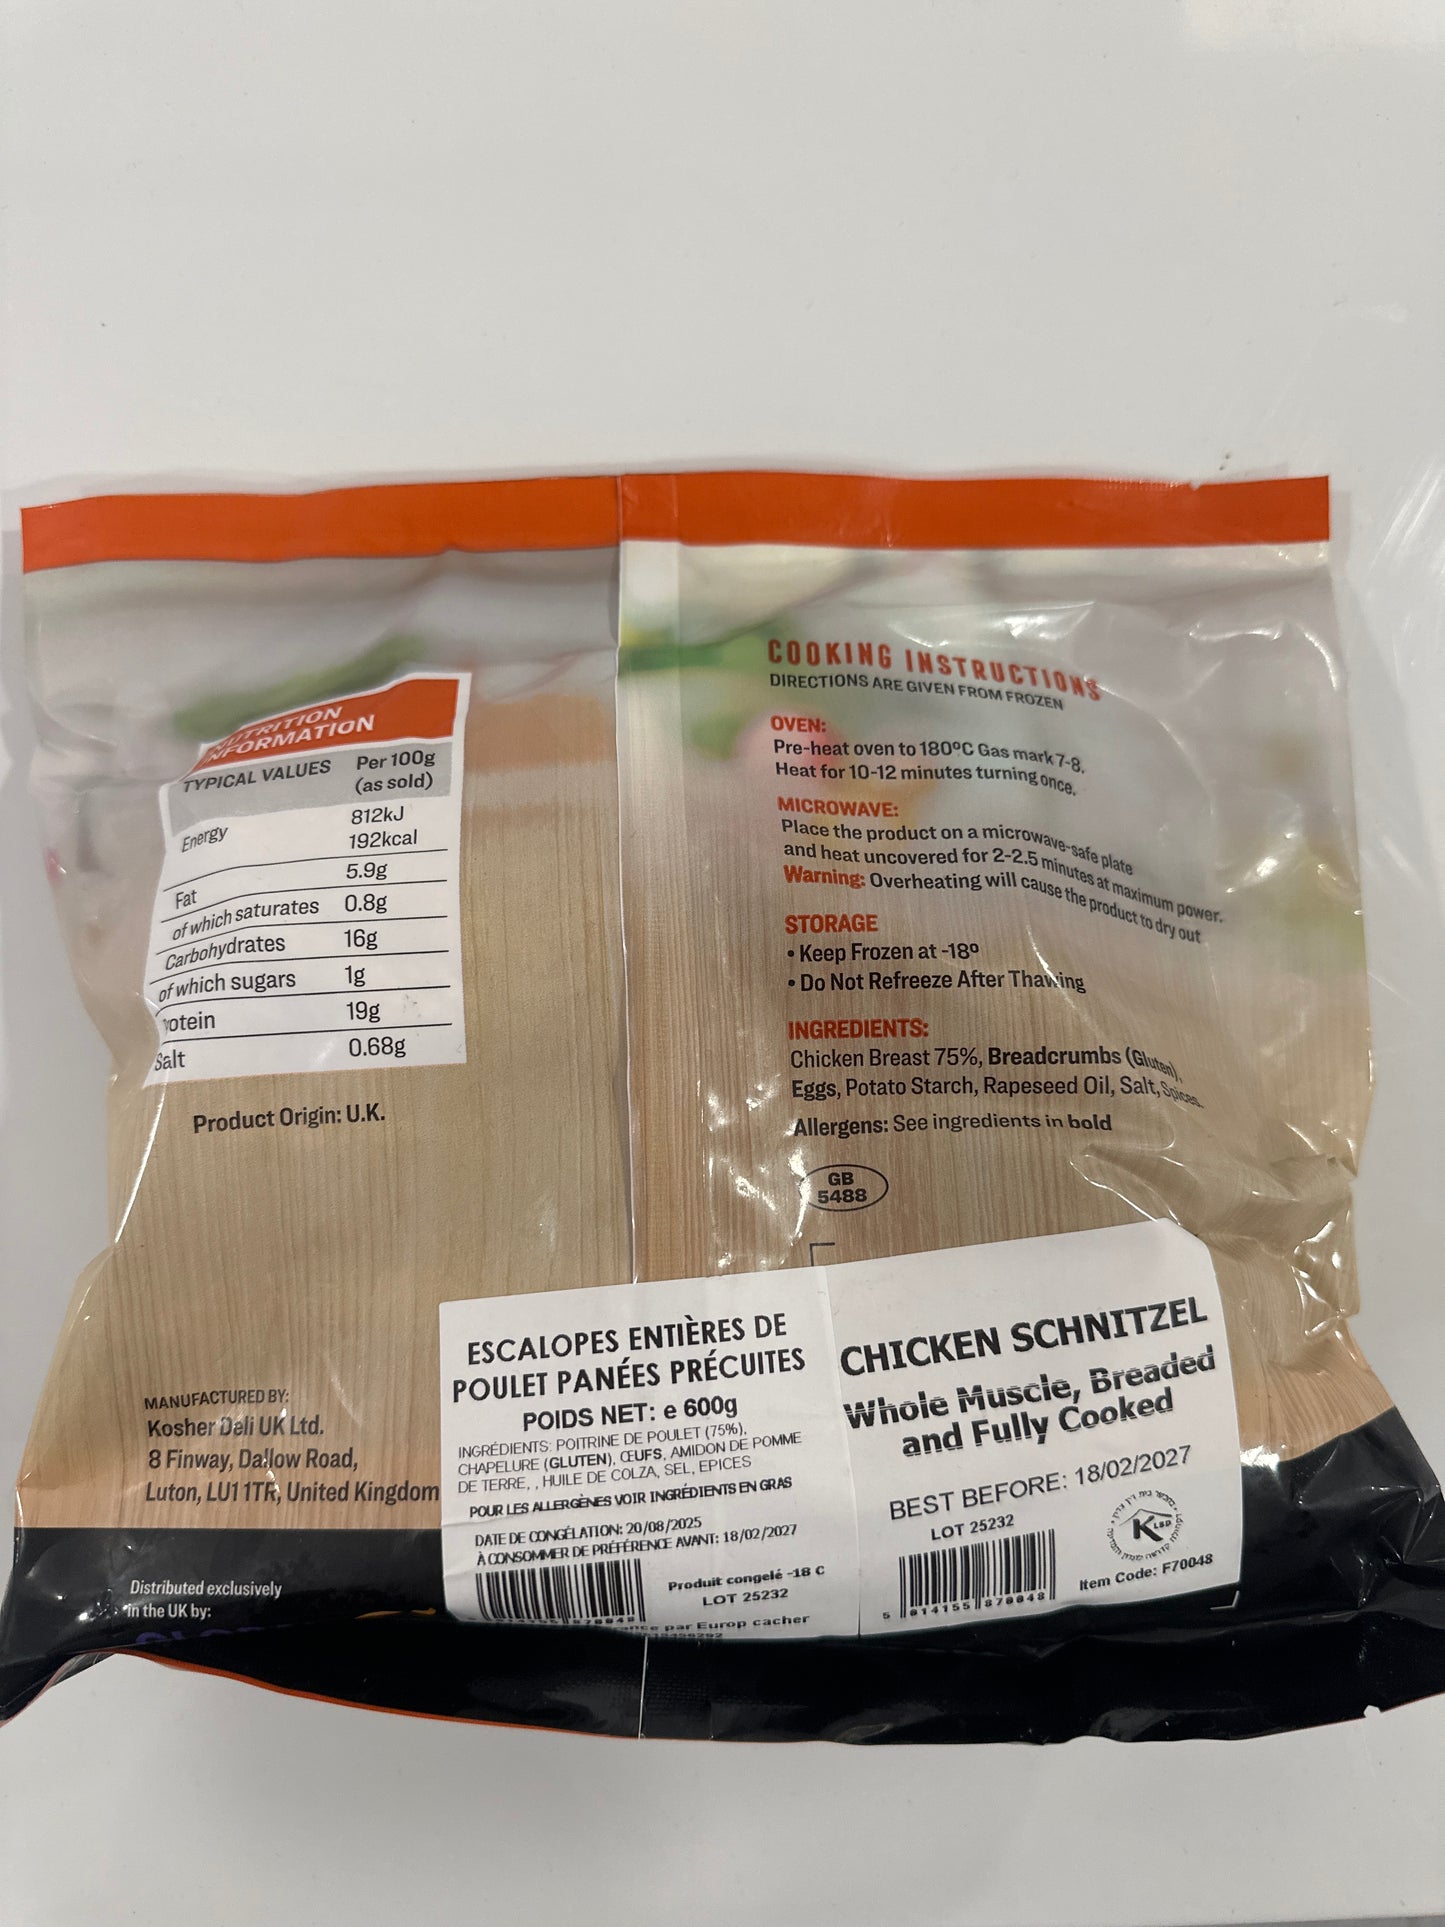 NUTRITION
INFORMATION
TYPICAL VALUES Per 100g
(as sold)
Energy 812kJ
192kcal
Fat 5.9g
of which saturates 0.8g
Carbohydrates 16g
of which sugars 1g
rotein 19g
Salt 0.68g
Product Origin: U.K.
MANUFACTURED BY:
Kosher Deli UK Ltd.
8 Finway, Dallow Road,
Luton, LU1 1TR, United Kingdom
Distributed exclusively
in the UK by:
COOKING INSTRUCTIONS
DIRECTIONS ARE GIVEN FROM FROZEN
OVEN:
Pre-heat oven to 180ºC Gas mark 7-8.
Heat for 10-12 minutes turning once.
MICROWAVE:
Place the product on a microwave-safe plate
and heat uncovered for 2-2.5 minutes at maximum power.
Warning: Overheating will cause the product to dry out
STORAGE
• Keep Frozen at -18º
• Do Not Refreeze After Thawing
INGREDIENTS:
Chicken Breast 75%, Breadcrumbs (Gluten),
Eggs, Potato Starch, Rapeseed Oil, Salt, Spices.
Allergens: See ingredients in bold
GB
5488
ESCALOPES ENTIÈRES DE
POULET PANÉES PRÉCUITES
POIDS NET: e 600g
INGRÉDIENTS: POITRINE DE POULET (75%),
CHAPELURE (GLUTEN), ŒUFS, AMIDON DE POMME
DE TERRE, , HUILE DE COLZA, SEL, EPICES
POUR LES ALLERGÈNES VOIR INGRÉDIENTS EN GRAS
DATE DE CONGÉLATION: 20/08/2025
À CONSOMMER DE PRÉFÉRENCE AVANT: 18/02/2027
Produit congelé -18 C
LOT 25232
par Europ cacher
CHICKEN SCHNITZEL
Whole Muscle, Breaded
and Fully Cooked
BEST BEFORE: 18/02/2027
LOT 25232
K LBD
5 014155 870048
Item Code: F70048